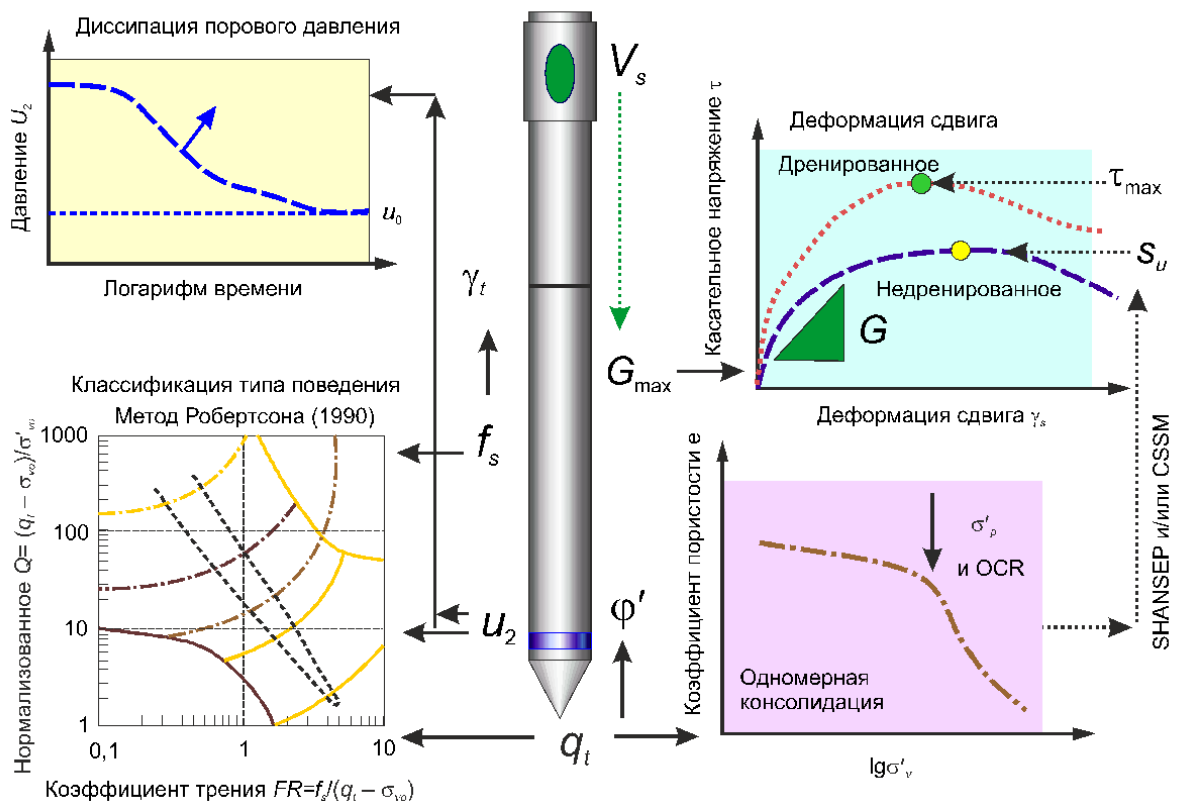 Диссипация порового давления
Давление U₂
u₀
Логарифм времени
Классификация типа поведения
Метод Робертсона (1990)
Нормализованное Q= (qₜ – σᵥₒ)/σ'ᵥₒ
1000
100
10
1
0,1
1
10
Коэффициент трения FR=fₛ/(qₜ – σᵥₒ)
γₜ
fₛ
u₂
qₜ
φ'
Vₛ
Gₘₐₓ
Деформация сдвига
Касательное напряжение τ
Дренированное
τₘₐₓ
Sᵤ
Недренированное
G
Деформация сдвига γₛ
Коэффициент пористости е
σ'ₚ
и OCR
Одномерная
консолидация
lgσ'ᵥ
SHANSEP и/или CSSM